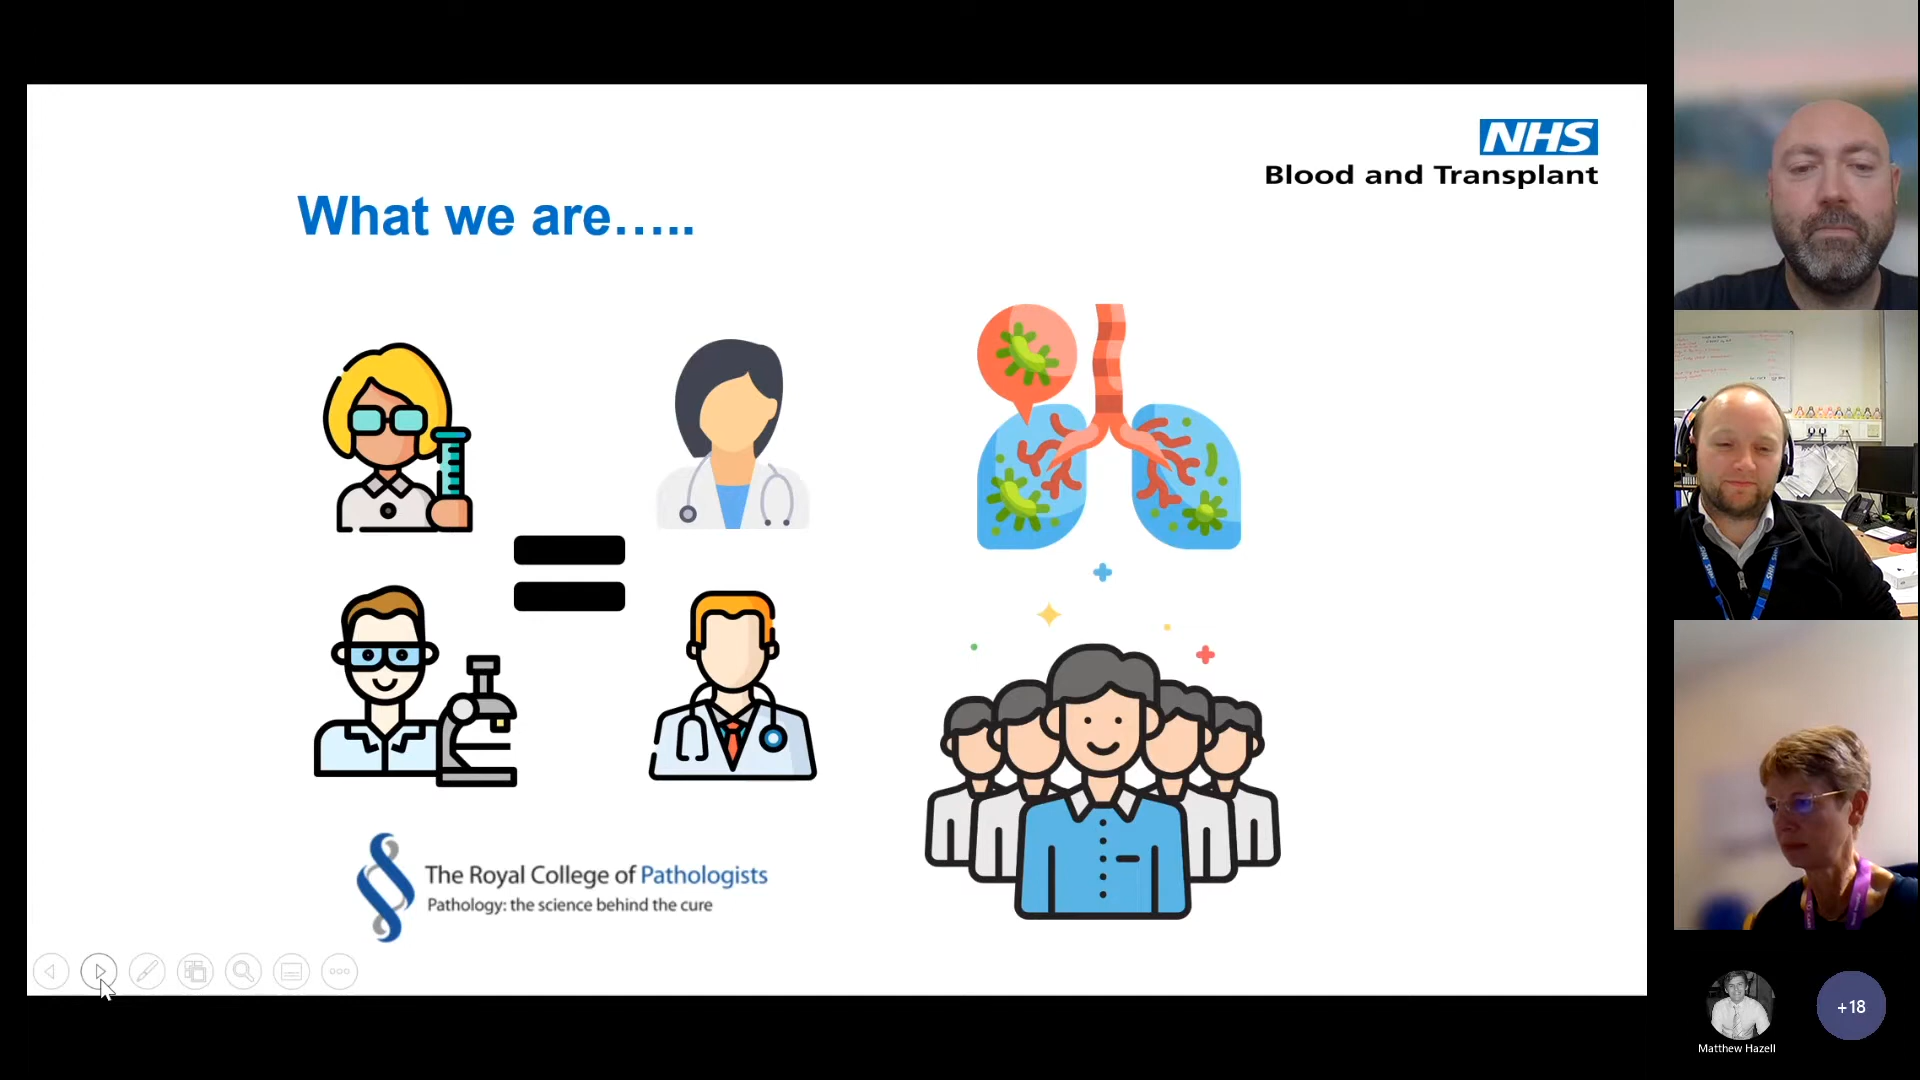 NHS
Blood and Transplant
What we are.....
The Royal College of Pathologists
Pathology: the science behind the cure
Matthew Hazell
+18